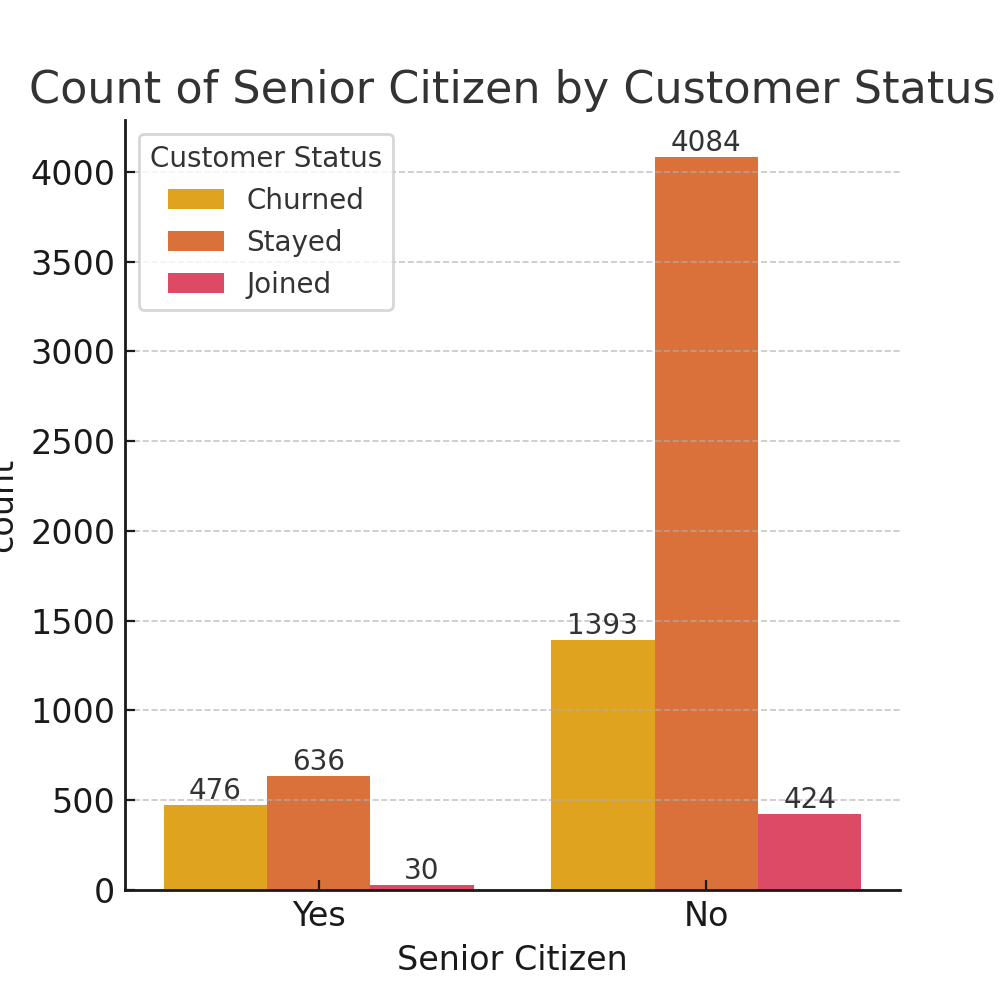 Count of Senior Citizen by Customer Status
Customer Status
Churned
Stayed
Joined
4000
3500
3000
2500
2000
1500
1000
500
0
count
476
636
30
1393
4084
424
Yes
No
Senior Citizen